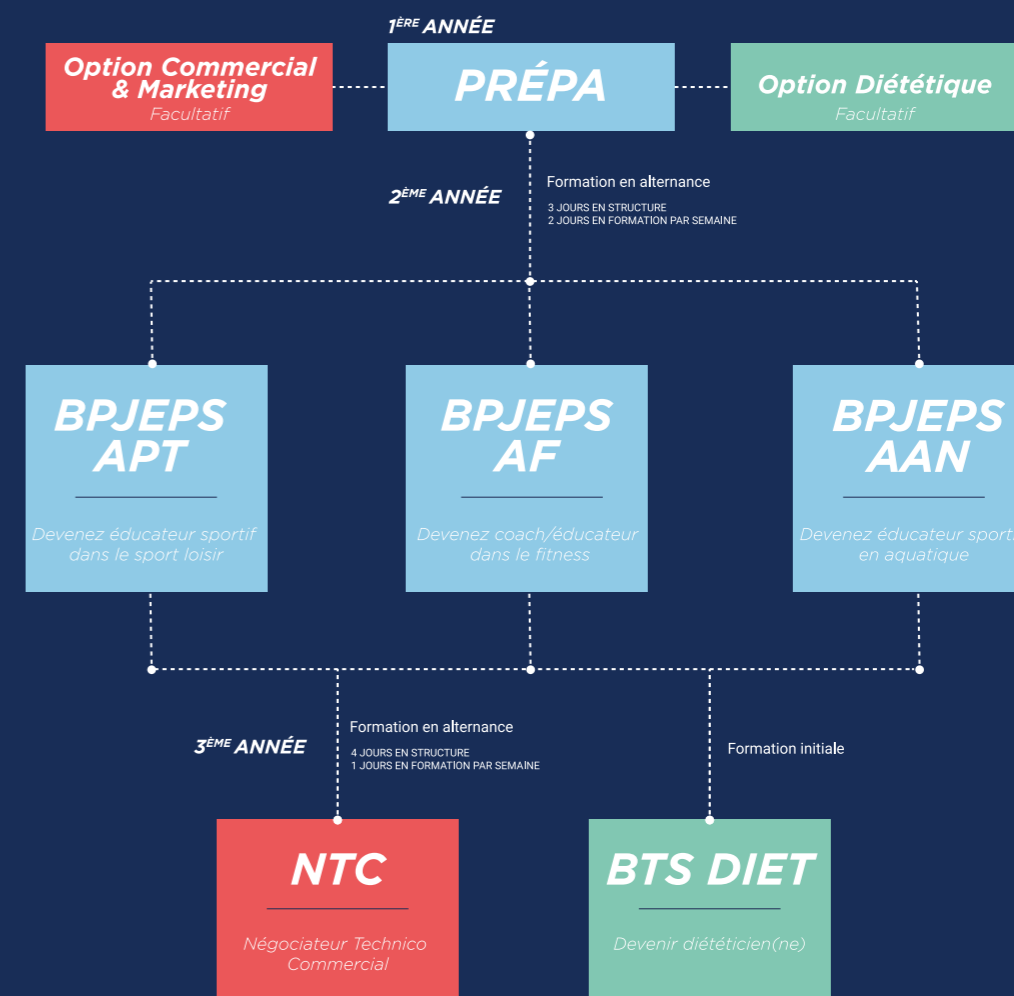 1ÈRE ANNÉE
Option Commercial
& Marketing
Facultatif
PRÉPA
Option Diététique
Facultatif
2ÈME ANNÉE
Formation en alternance
3 JOURS EN STRUCTURE
2 JOURS EN FORMATION PAR SEMAINE
BPJEPS
APT
Devenez éducateur sportif
dans le sport loisir
BPJEPS
AF
Devenez coach/éducateur
dans le fitness
BPJEPS
AAN
Devenez éducateur sporti
en aquatique
3ÈME ANNÉE
Formation en alternance
4 JOURS EN STRUCTURE
1 JOURS EN FORMATION PAR SEMAINE
Formation initiale
NTC
Négociateur Technico
Commercial
BTS DIET
Devenir diététicien(ne)